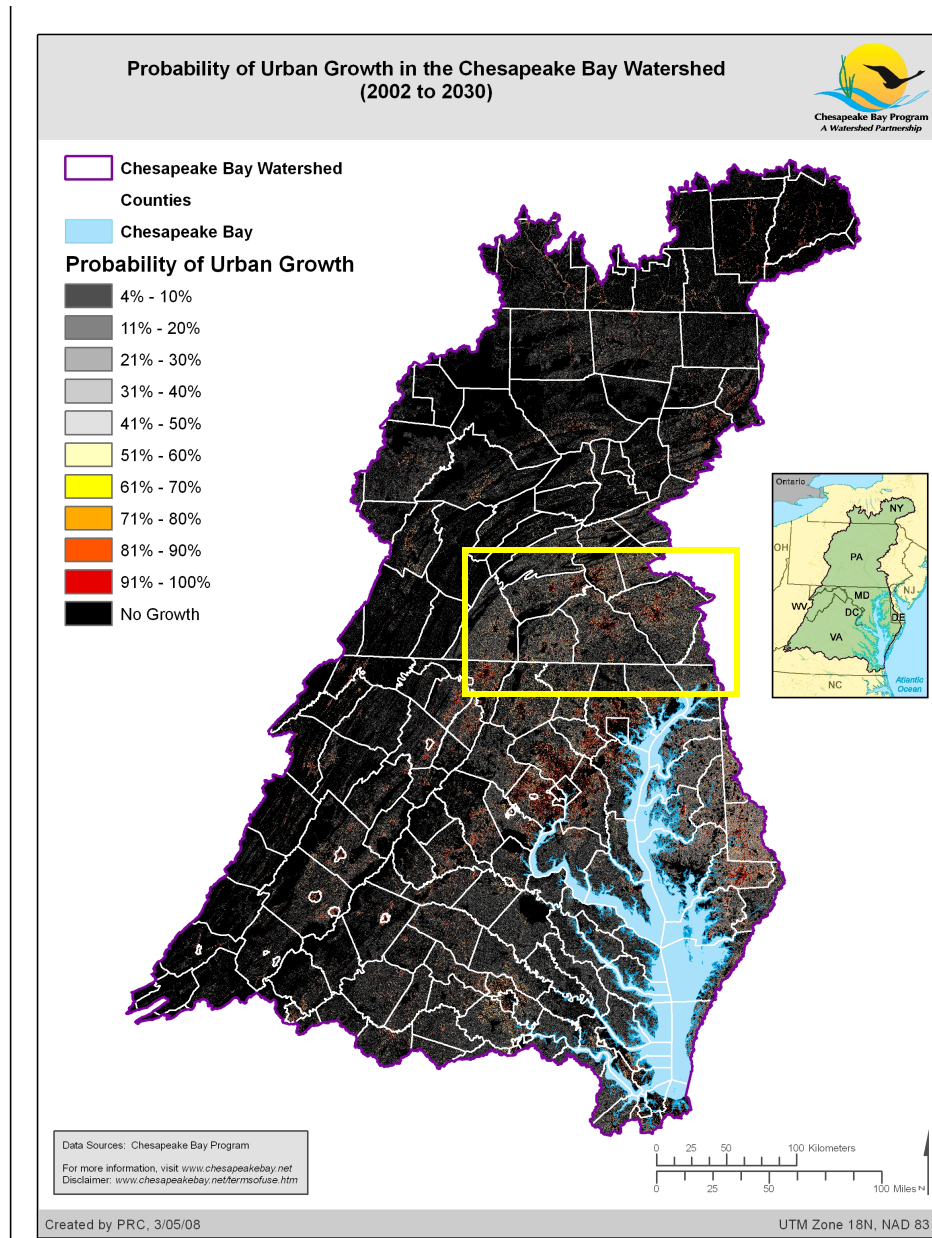 Probability of Urban Growth in the Chesapeake Bay Watershed
(2002 to 2030)
Chesapeake Bay Program
A Watershed Partnership
Chesapeake Bay Watershed
Counties
Chesapeake Bay
Probability of Urban Growth
4% - 10%
11% - 20%
21% - 30%
31% - 40%
41% - 50%
51% - 60%
61% - 70%
71% - 80%
81% - 90%
91% - 100%
No Growth
Ontario
NY
OH
PA
NJ
MD
WV
DC
DE
VA
NC
Atlantic
Ocean
Data Sources: Chesapeake Bay Program
For more information, visit www.chesapeakebay.net
Disclaimer: www.chesapeakebay.net/termsofuse.htm
0 25 50 100 Kilometers
0 25 50 100 Miles
N
Created by PRC, 3/05/08
UTM Zone 18N, NAD 83